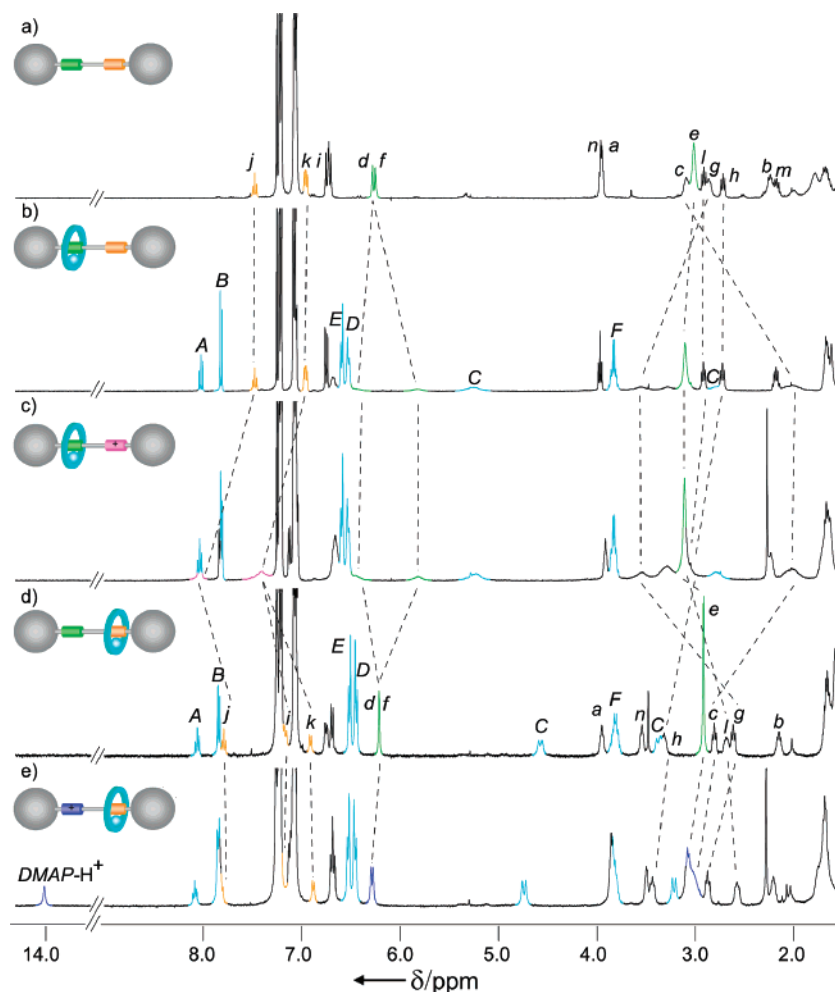 a)
j
k
i
d
f
n
a
c
e
l
g
h
b
m
b)
A
B
E
D
C
F
C
c)
+
d)
A
B
j
i
k
E
D
d
f
C
a
F
n
C
h
e
c
l
g
b
e)
+
DMAP-H+
14.0 8.0 7.0 6.0 5.0 4.0 3.0 2.0
δ/ppm